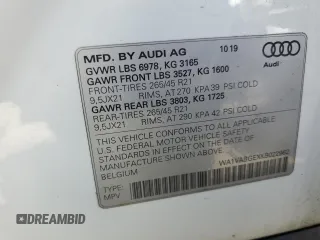 MFD. BY AUDI AG 10 19
GVWR LBS 6978, KG 3165
GAWR FRONT LBS 3527, KG 1600
FRONT-TIRES 265/45 R21
9,5JX21 RIMS, AT 270 KPA 39 PSI COLD
GAWR REAR LBS 3803, KG 1725
REAR-TIRES 265/45 R21
9,5JX21 RIMS, AT 290 KPA 42 PSI COLD
THIS VEHICLE CONFORMS TO ALL APPLICABLE
U.S. FEDERAL MOTOR VEHICLE SAFETY
STANDARDS IN EFFECT ON THE DATE OF
MANUFACTURE SHOWN ABOVE
BELGIUM
TYPE:
MPV
Audi
DREAMBID
AUTO IMPORT